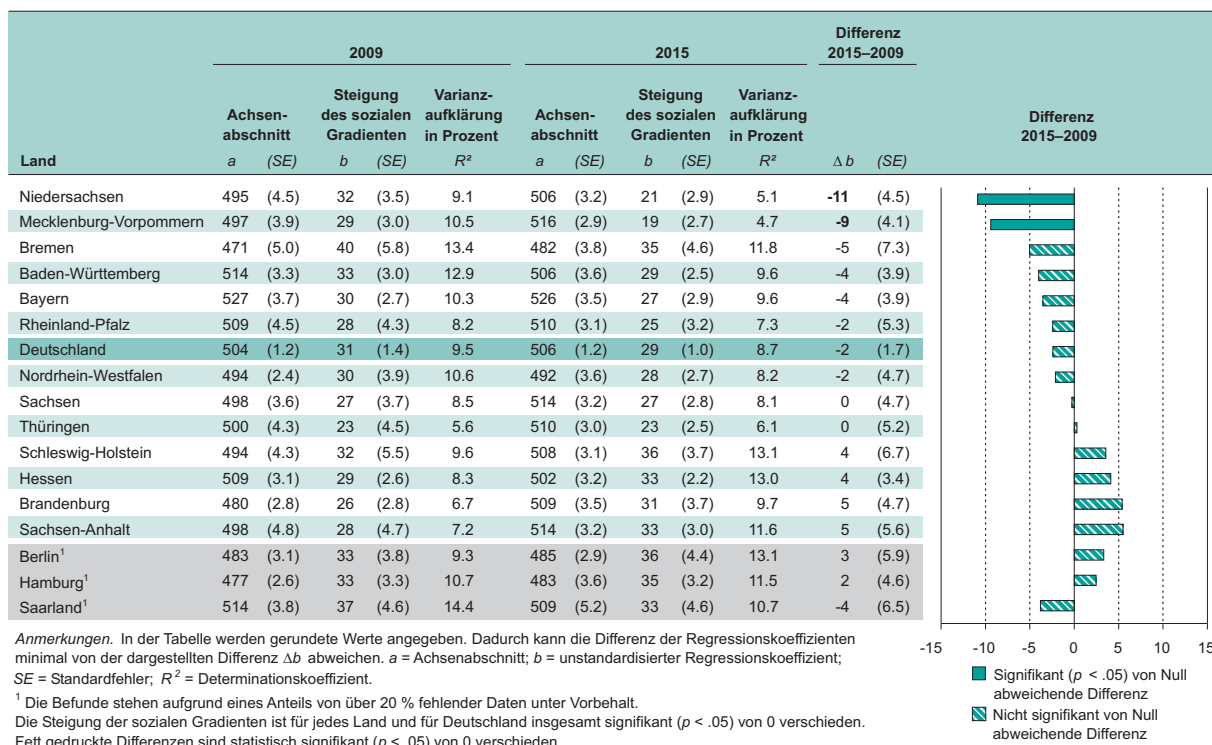 Differenz
2009 2015 2015–2009
Steigung Varianz- Steigung Varianz-
Achsen- des sozialen aufklärung Achsen- des sozialen aufklärung Differenz
abschnitt Gradienten in Prozent abschnitt Gradienten in Prozent 2015–2009
Land a (SE) b (SE) R² a (SE) b (SE) R² Δ b (SE)
Niedersachsen 495 (4.5) 32 (3.5) 9.1 506 (3.2) 21 (2.9) 5.1 -11 (4.5)
Mecklenburg-Vorpommern 497 (3.9) 29 (3.0) 10.5 516 (2.9) 19 (2.7) 4.7 -9 (4.1)
Bremen 471 (5.0) 40 (5.8) 13.4 482 (3.8) 35 (4.6) 11.8 -5 (7.3)
Baden-Württemberg 514 (3.3) 33 (3.0) 12.9 506 (3.6) 29 (2.5) 9.6 -4 (3.9)
Bayern 527 (3.7) 30 (2.7) 10.3 526 (3.5) 27 (2.9) 9.6 -4 (3.9)
Rheinland-Pfalz 509 (4.5) 28 (4.3) 8.2 510 (3.1) 25 (3.2) 7.3 -2 (5.3)
Deutschland 504 (1.2) 31 (1.4) 9.5 506 (1.2) 29 (1.0) 8.7 -2 (1.7)
Nordrhein-Westfalen 494 (2.4) 30 (3.9) 10.6 492 (3.6) 28 (2.7) 8.2 -2 (4.7)
Sachsen 498 (3.6) 27 (3.7) 8.5 514 (3.2) 27 (2.8) 8.1 0 (4.7)
Thüringen 500 (4.3) 23 (4.5) 5.6 510 (3.0) 23 (2.5) 6.1 0 (5.2)
Schleswig-Holstein 494 (4.3) 32 (5.5) 9.6 508 (3.1) 36 (3.7) 13.1 4 (6.7)
Hessen 509 (3.1) 29 (2.6) 8.3 502 (3.2) 33 (2.2) 13.0 4 (3.4)
Brandenburg 480 (2.8) 26 (2.8) 6.7 509 (3.5) 31 (3.7) 9.7 5 (4.7)
Sachsen-Anhalt 498 (4.8) 28 (4.7) 7.2 514 (3.2) 33 (3.0) 11.6 5 (5.6)
Berlin¹ 483 (3.1) 33 (3.8) 9.3 485 (2.9) 36 (4.4) 13.1 3 (5.9)
Hamburg¹ 477 (2.6) 33 (3.3) 10.7 483 (3.6) 35 (3.2) 11.5 2 (4.6)
Saarland¹ 514 (3.8) 37 (4.6) 14.4 509 (5.2) 33 (4.6) 10.7 -4 (6.5)
-15 -10 -5 0 5 10 15
Anmerkungen. In der Tabelle werden gerundete Werte angegeben. Dadurch kann die Differenz der Regressionskoeffizienten
minimal von der dargestellten Differenz Δb abweichen. a = Achsenabschnitt; b = unstandardisierter Regressionskoeffizient;
SE = Standardfehler; R² = Determinationskoeffizient.
¹ Die Befunde stehen aufgrund eines Anteils von über 20 % fehlender Daten unter Vorbehalt.
Die Steigung der sozialen Gradienten ist für jedes Land und für Deutschland insgesamt signifikant (p < .05) von 0 verschieden.
Fett gedruckte Differenzen sind statistisch signifikant (p < .05) von 0 verschieden.
Signifikant (p < .05) von Null
abweichende Differenz
Nicht signifikant von Null
abweichende Differenz